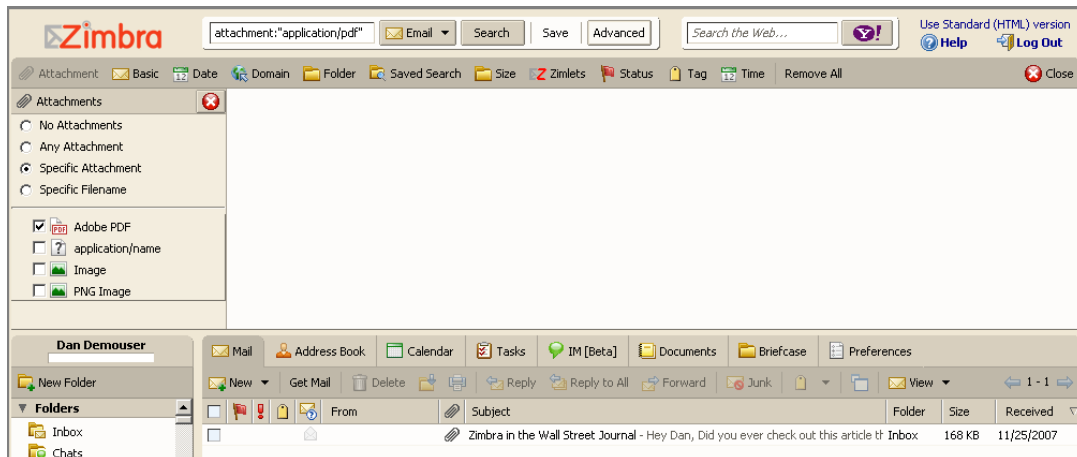 Zimbra attachment:"application/pdf" Email Search Save Advanced Search the Web... Y! Use Standard (HTML) version
Help Log Out
Attachment Basic 12 Date Domain Folder Saved Search Size Z Zimlets Status Tag 12 Time Remove All Close
Attachments
No Attachments
Any Attachment
Specific Attachment
Specific Filename
PDF Adobe PDF
? application/name
Image
PNG Image
Dan Demouser Mail Address Book Calendar Tasks IM [Beta] Documents Briefcase Preferences
New Folder New Get Mail Delete Reply Reply to All Forward Junk View 1 - 1
Folders From Subject Folder Size Received
Inbox Zimbra in the Wall Street Journal - Hey Dan, Did you ever check out this article th Inbox 168 KB 11/25/2007
Chats